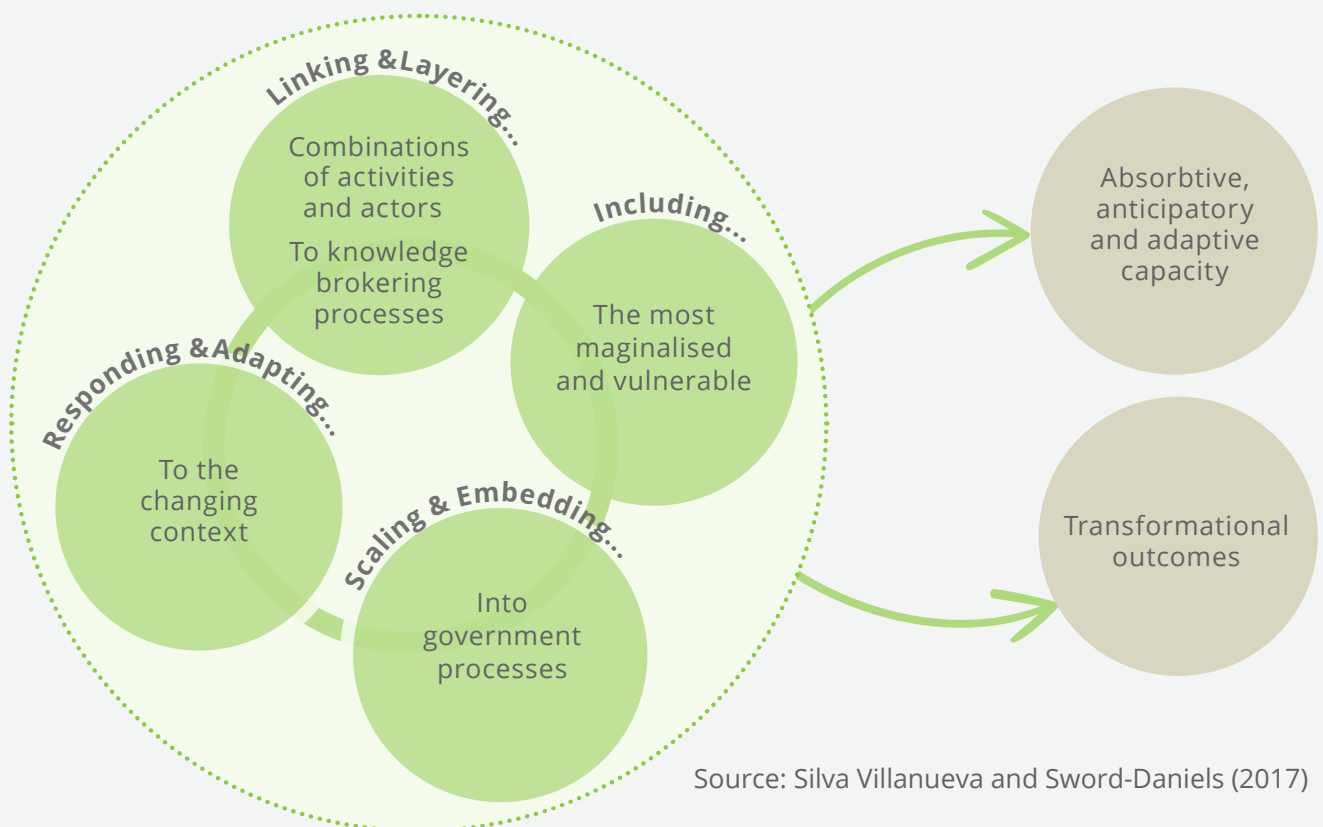 Linking &Layering...
Combinations
of activities
and actors
To knowledge
brokering
processes
Including...
The most
maginalised
and vulnerable
Responding &Adapting...
To the
changing
context
Scaling & Embedding...
Into
government
processes
Absorbtive,
anticipatory
and adaptive
capacity
Transformational
outcomes
Source: Silva Villanueva and Sword-Daniels (2017)